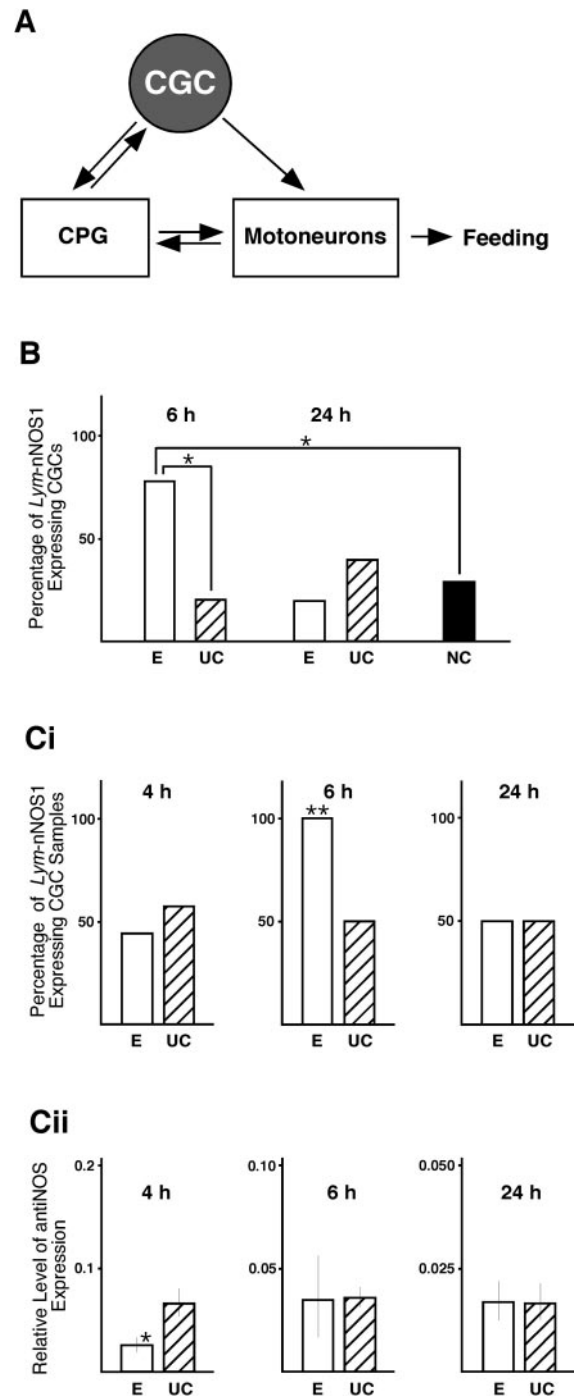 A
CGC
CPG
Motoneurons
Feeding
B
Percentage of Lym-nNOS1
Expressing CGCs
6 h
24 h
*
*
100
50
E
UC
E
UC
NC
Ci
Percentage of Lym-nNOS1
Expressing CGC Samples
4 h
100
50
E
UC
6 h
100
**
50
E
UC
24 h
100
50
E
UC
Cii
Relative Level of antiNOS
Expression
0.2
4 h
0.1
*
E
UC
0.10
6 h
0.05
E
UC
0.050
24 h
0.025
E
UC